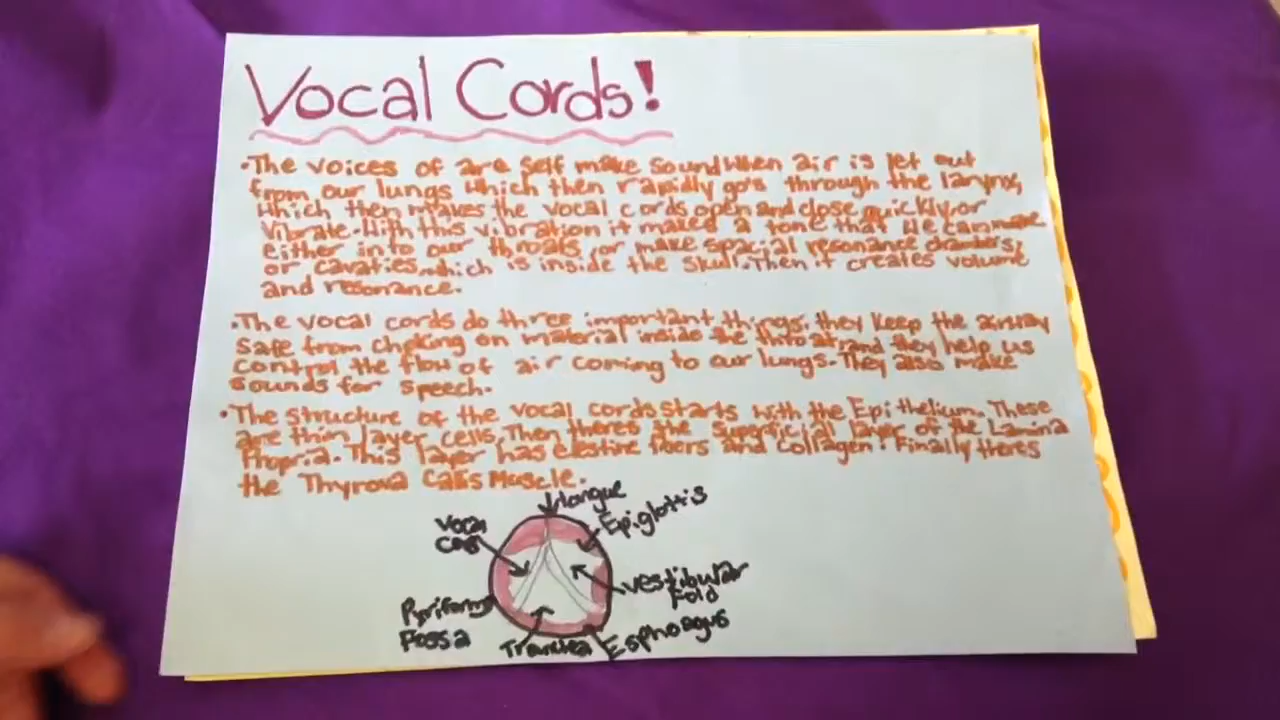 Vocal Cords!
•The voices of are self make sound when air is let out
from our lungs which then rapidly go's through the larynx,
which then makes the vocal cords open and close quickly, or
vibrate. With this vibration it maked a tone that we can
either into our throats, or make spacial resonance chambers,
or cavaties, which is inside the skull. Then it creates volume
and resonance.
•The vocal cords do three important things, they keep the airway
safe from choking on material inside the throat, and they help us
control the flow of air coming to our lungs. They also make
sounds for speech.
•The structure of the vocal cords starts with the Epithelium. These
are thin layer cells. Then theres the superficial layer of the Lamina
Propria. This layer has elastine fibors and collagen. Finally theres
the Thyrova Calis Muscle.
Tongue
Epiglottis
Vocal
Vestibular
Fold
Pyriform
Fossa
Esphoagus